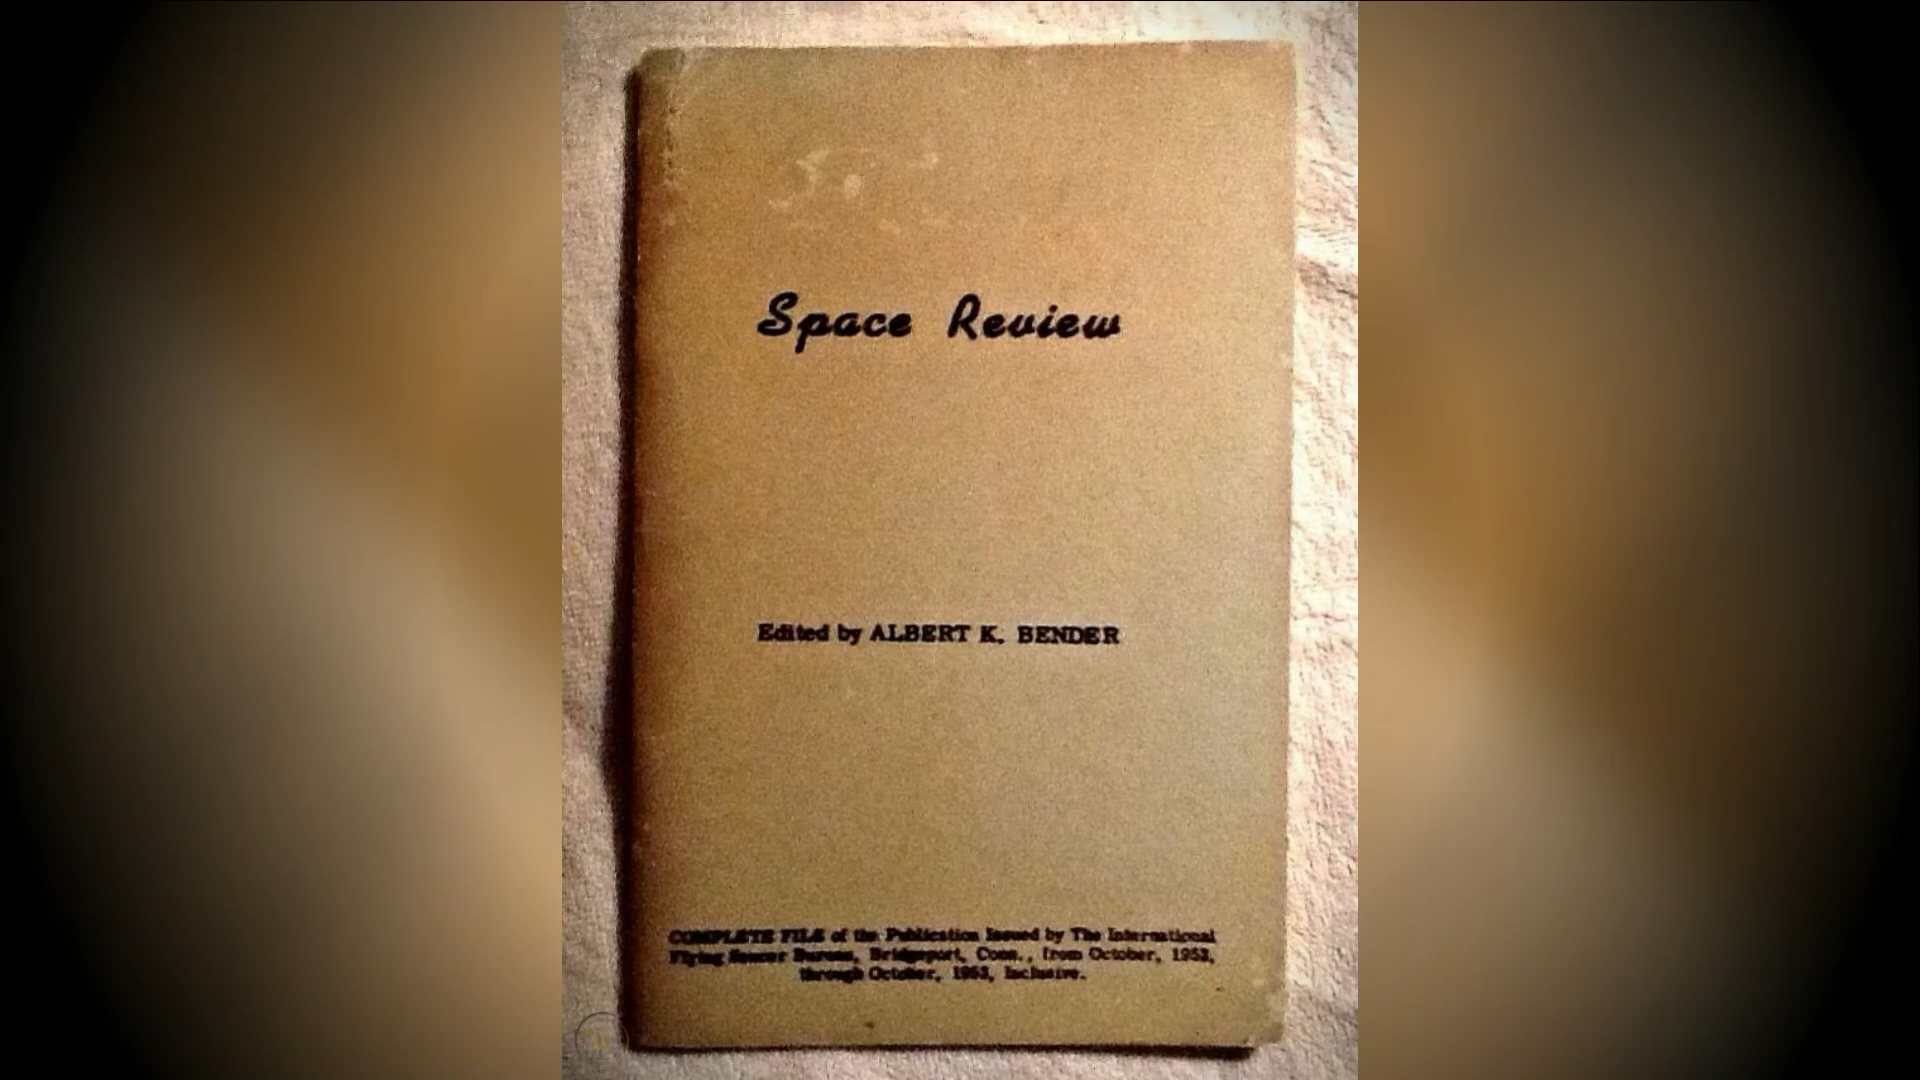 Space Review
Edited by ALBERT K. BENDER
COMPLETE FILE of the Publication Issued by The International
Flying Saucer Bureau, Bridgeport, Conn., from October, 1952,
through October, 1953, Inclusive.